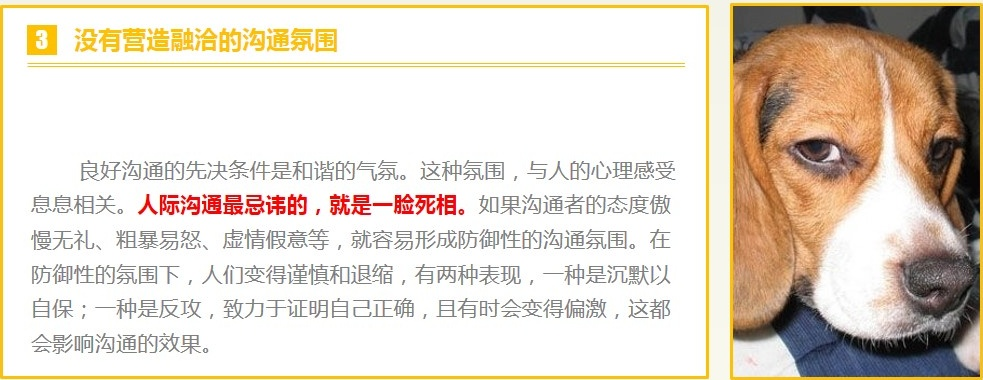 3 没有营造融洽的沟通氛围
良好沟通的先决条件是和谐的气氛。这种氛围，与人的心理感受
息息相关。人际沟通最忌讳的，就是一脸死相。如果沟通者的态度傲
慢无礼、粗暴易怒、虚情假意等，就容易形成防御性的沟通氛围。在
防御性的氛围下，人们变得谨慎和退缩，有两种表现，一种是沉默以
自保；一种是反攻，致力于证明自己正确，且有时会变得偏激，这都
会影响沟通的效果。